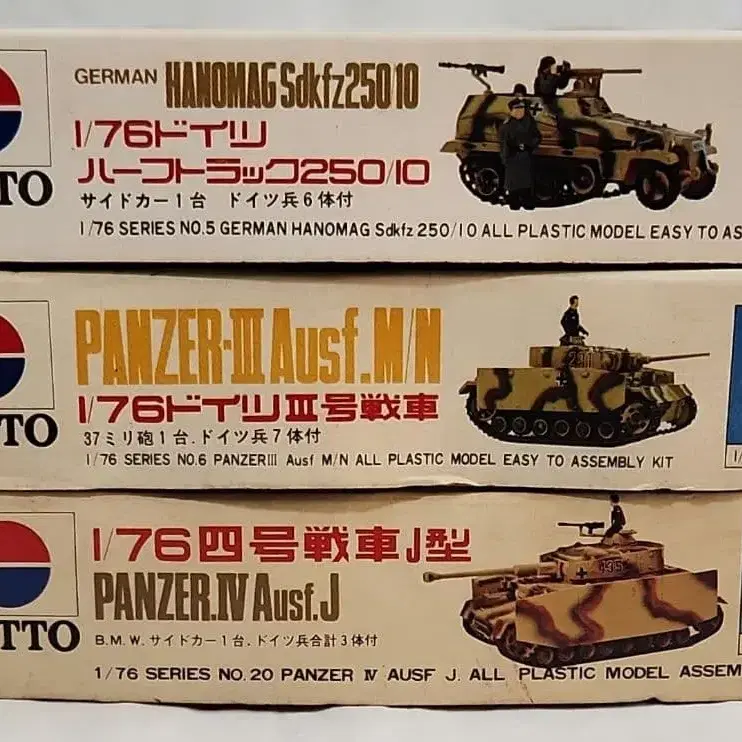 GERMAN HANOMAG Sdkfz250/10
1/76ドイツ
ハーフトラック250/10
サイドカー1台 ドイツ兵6体付
1/76 SERIES NO.5 GERMAN HANOMAG Sdkfz 250/10 ALL PLASTIC MODEL EASY TO AS
TTO
PANZER-III Ausf.M/N
1/76ドイツIII号戦車
37ミリ砲1台.ドイツ兵7体付
1/76 SERIES NO.6 PANZERIII Ausf M/N ALL PLASTIC MODEL EASY TO ASSEMBLY KIT
TTO
231
1/76四号戦車J型
PANZER.IV Ausf.J
B.M.W.サイドカー1台.ドイツ兵合計3体付
1/76 SERIES NO.20 PANZER IV AUSF J. ALL PLASTIC MODEL ASSEM
TTO
435